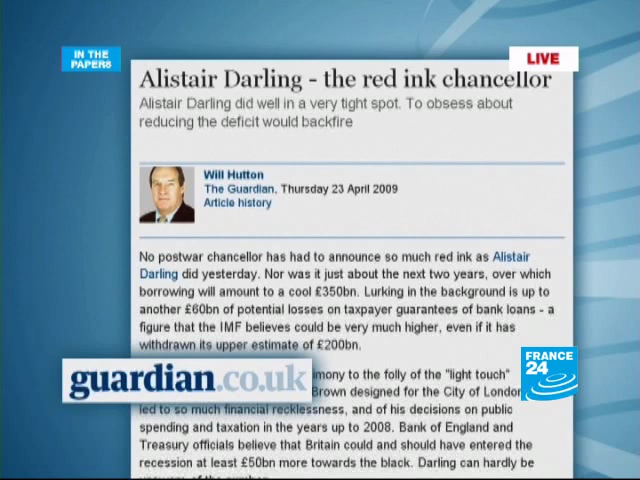 IN THE
PAPERS
LIVE
Alistair Darling - the red ink chancellor
Alistair Darling did well in a very tight spot. To obsess about
reducing the deficit would backfire
Will Hutton
The Guardian, Thursday 23 April 2009
Article history
No postwar chancellor has had to announce so much red ink as Alistair
Darling did yesterday. Nor was it just about the next two years, over which
borrowing will amount to a cool £350bn. Lurking in the background is up to
another £60bn of potential losses on taxpayer guarantees of bank loans - a
figure that the IMF believes could be very much higher, even if it has
withdrawn its upper estimate of £200bn.
guardian.co.uk
FRANCE
24
to the folly of the "light touch"
Brown designed for the City of London
led to so much financial recklessness, and of his decisions on public
spending and taxation in the years up to 2008. Bank of England and
Treasury officials believe that Britain could and should have entered the
recession at least £50bn more towards the black. Darling can hardly be